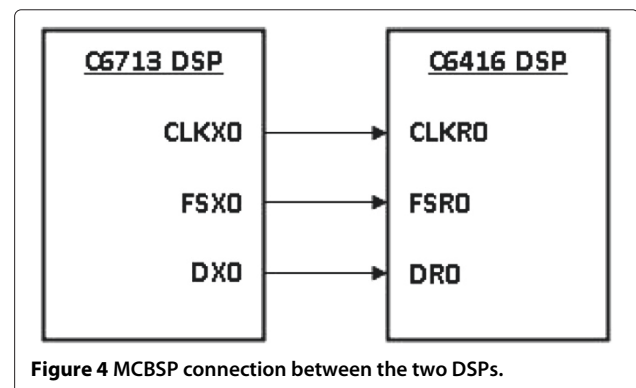 C6713 DSP
C6416 DSP
CLKX0
CLKR0
FSX0
FSR0
DX0
DR0
Figure 4 MCBSP connection between the two DSPs.